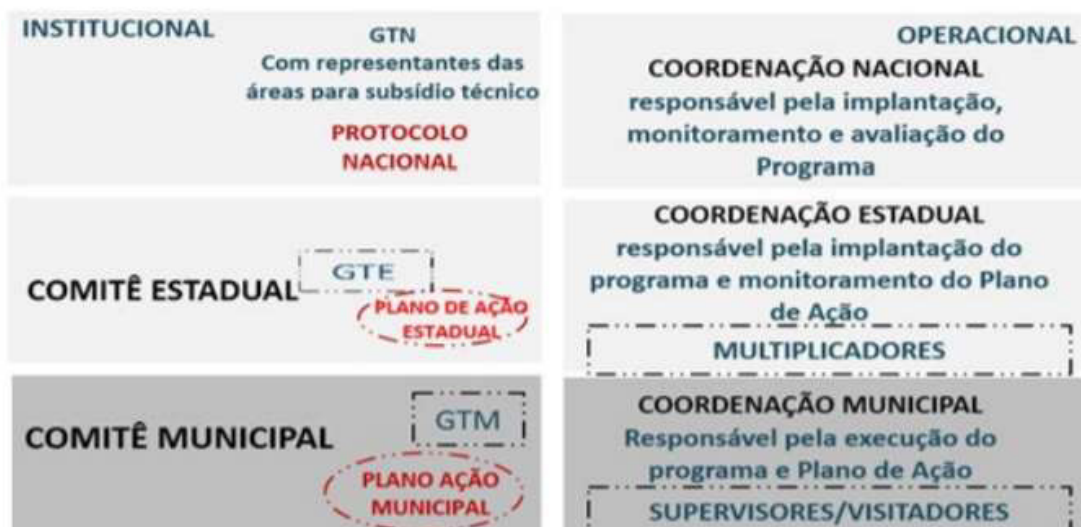 INSTITUCIONAL
GTN
Com representantes das
áreas para subsídio técnico
PROTOCOLO
NACIONAL
OPERACIONAL
COORDENAÇÃO NACIONAL
responsável pela implantação,
monitoramento e avaliação do
Programa
COMITÊ ESTADUAL
GTE
PLANO DE AÇÃO
ESTADUAL
COORDENAÇÃO ESTADUAL
responsável pela implantação do
programa e monitoramento do Plano
de Ação
MULTIPLICADORES
COMITÊ MUNICIPAL
GTM
PLANO AÇÃO
MUNICIPAL
COORDENAÇÃO MUNICIPAL
Responsável pela execução do
programa e Plano de Ação
SUPERVISORES/VISITADORES